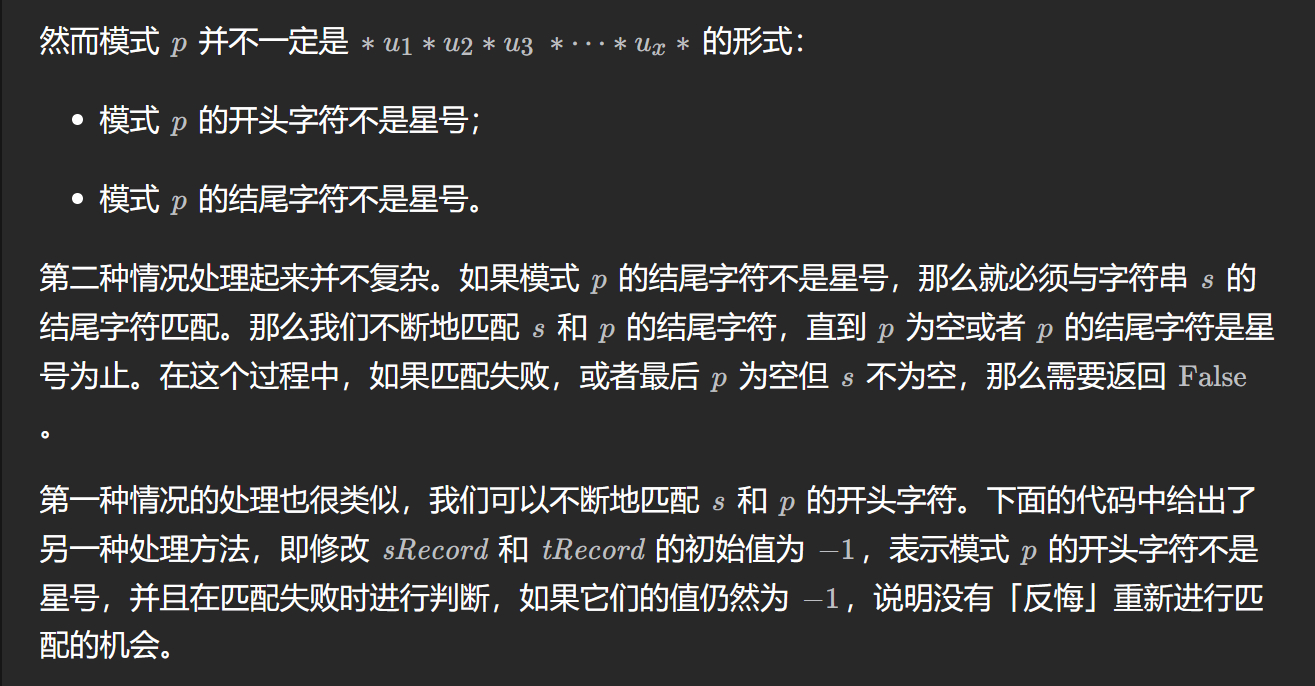 然而模式 p 并不一定是 ∗ u₁ ∗ u₂ ∗ u₃ ∗ ⋯ ∗ uₓ ∗ 的形式：
• 模式 p 的开头字符不是星号；
• 模式 p 的结尾字符不是星号。
第二种情况处理起来并不复杂。如果模式 p 的结尾字符不是星号，那么就必须与字符串 s 的
结尾字符匹配。那么我们不断地匹配 s 和 p 的结尾字符，直到 p 为空或者 p 的结尾字符是星
号为止。在这个过程中，如果匹配失败，或者最后 p 为空但 s 不为空，那么需要返回 False
。
第一种情况的处理也很类似，我们可以不断地匹配 s 和 p 的开头字符。下面的代码中给出了
另一种处理方法，即修改 sRecord 和 tRecord 的初始值为 −1，表示模式 p 的开头字符不是
星号，并且在匹配失败时进行判断，如果它们的值仍然为 −1，说明没有「反悔」重新进行匹
配的机会。